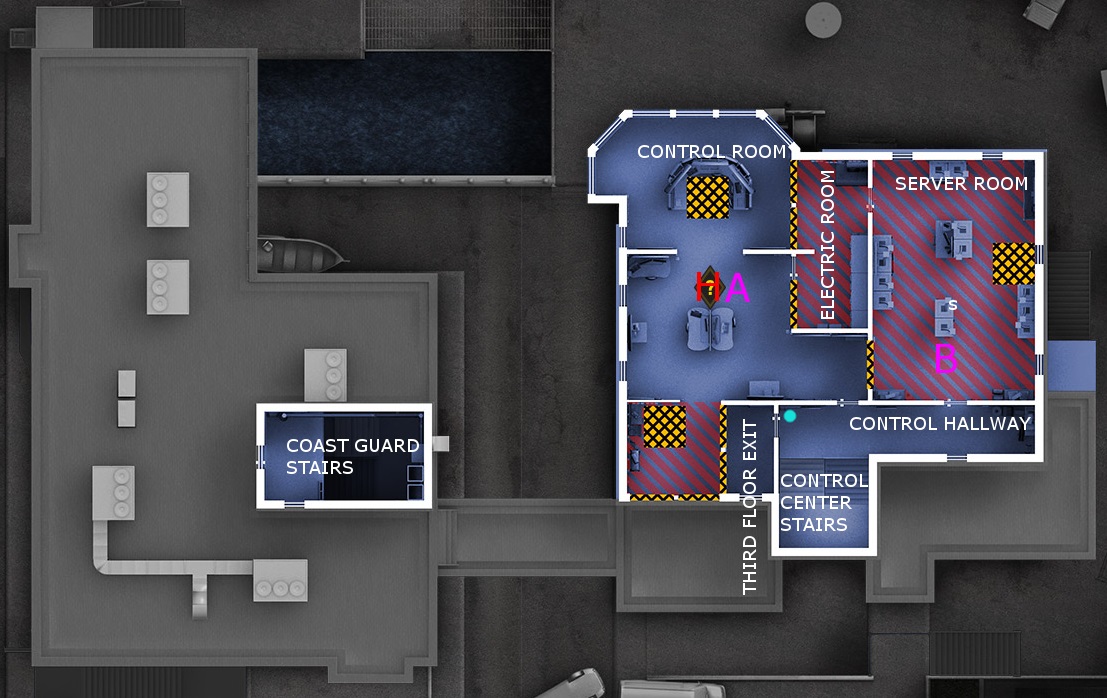 CONTROL ROOM
ELECTRIC ROOM
SERVER ROOM
?
H A
S
B
COAST GUARD
STAIRS
THIRD FLOOR EXIT
CONTROL HALLWAY
CONTROL
CENTER
STAIRS